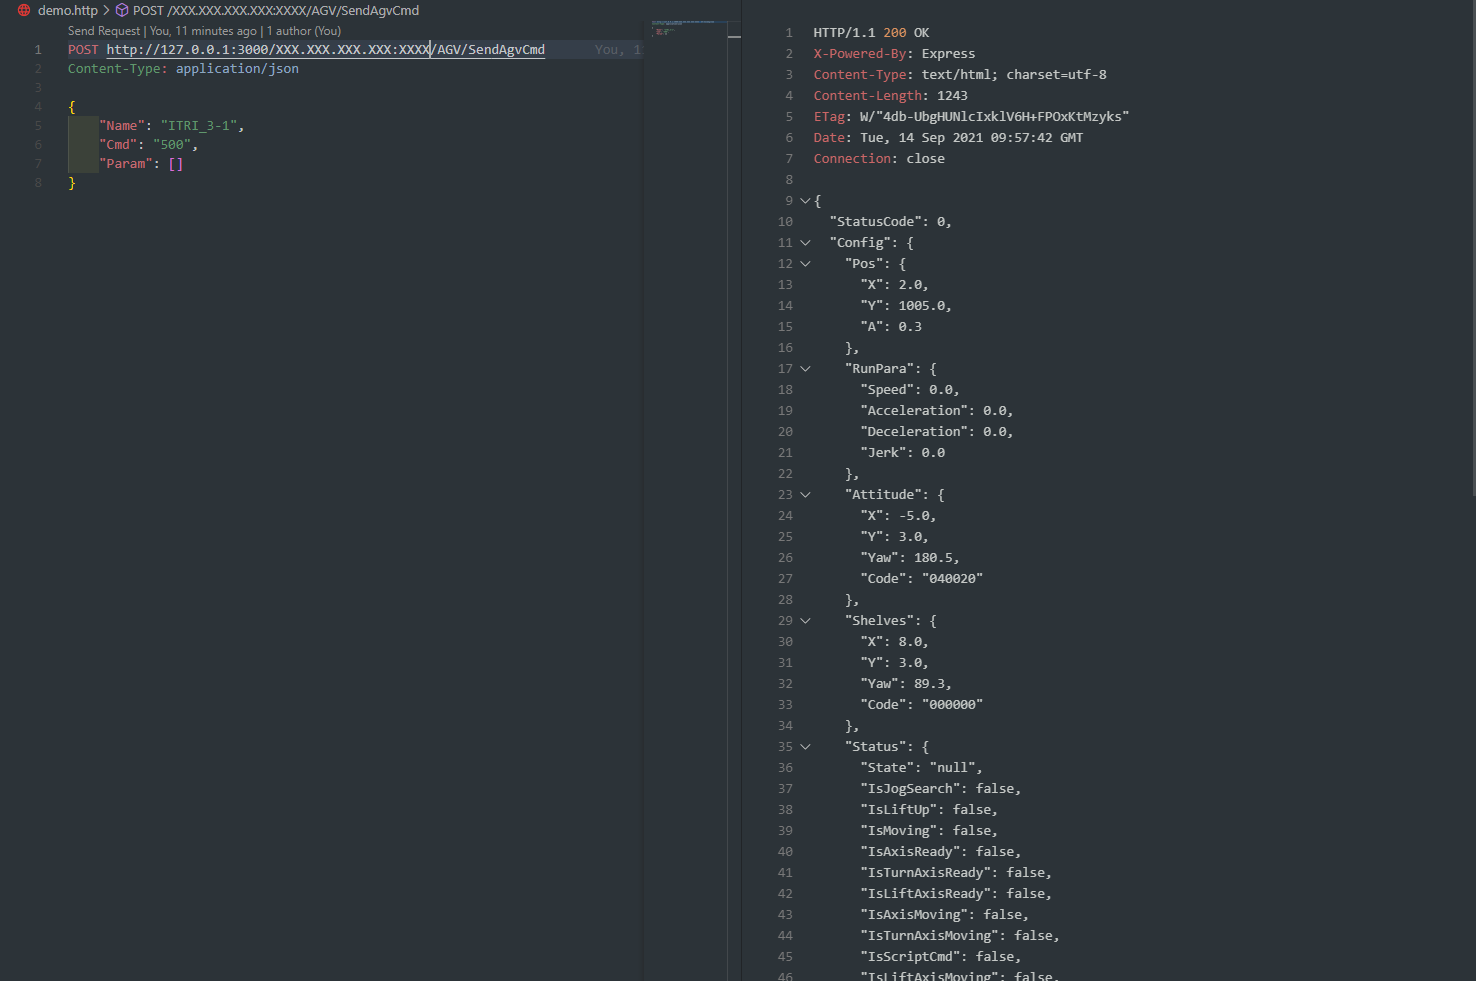 demo.http > POST /XXX.XXX.XXX.XXX:XXXX/AGV/SendAgvCmd
Send Request | You, 11 minutes ago | 1 author (You)
1 POST http://127.0.0.1:3000/XXX.XXX.XXX.XXX:XXXX/AGV/SendAgvCmd You, 1
2 Content-Type: application/json
3
4 {
5 "Name": "ITRI_3-1",
6 "Cmd": "500",
7 "Param": []
8 }
1 HTTP/1.1 200 OK
2 X-Powered-By: Express
3 Content-Type: text/html; charset=utf-8
4 Content-Length: 1243
5 ETag: W/"4db-UbgHUNlcIxklV6H+FPOxKtMzyks"
6 Date: Tue, 14 Sep 2021 09:57:42 GMT
7 Connection: close
8
9 {
10 "StatusCode": 0,
11 "Config": {
12 "Pos": {
13 "X": 2.0,
14 "Y": 1005.0,
15 "A": 0.3
16 },
17 "RunPara": {
18 "Speed": 0.0,
19 "Acceleration": 0.0,
20 "Deceleration": 0.0,
21 "Jerk": 0.0
22 },
23 "Attitude": {
24 "X": -5.0,
25 "Y": 3.0,
26 "Yaw": 180.5,
27 "Code": "040020"
28 },
29 "Shelves": {
30 "X": 8.0,
31 "Y": 3.0,
32 "Yaw": 89.3,
33 "Code": "000000"
34 },
35 "Status": {
36 "State": "null",
37 "IsJogSearch": false,
38 "IsLiftUp": false,
39 "IsMoving": false,
40 "IsAxisReady": false,
41 "IsTurnAxisReady": false,
42 "IsLiftAxisReady": false,
43 "IsAxisMoving": false,
44 "IsTurnAxisMoving": false,
45 "IsScriptCmd": false,
46 "IsLiftAxisMoving": false,